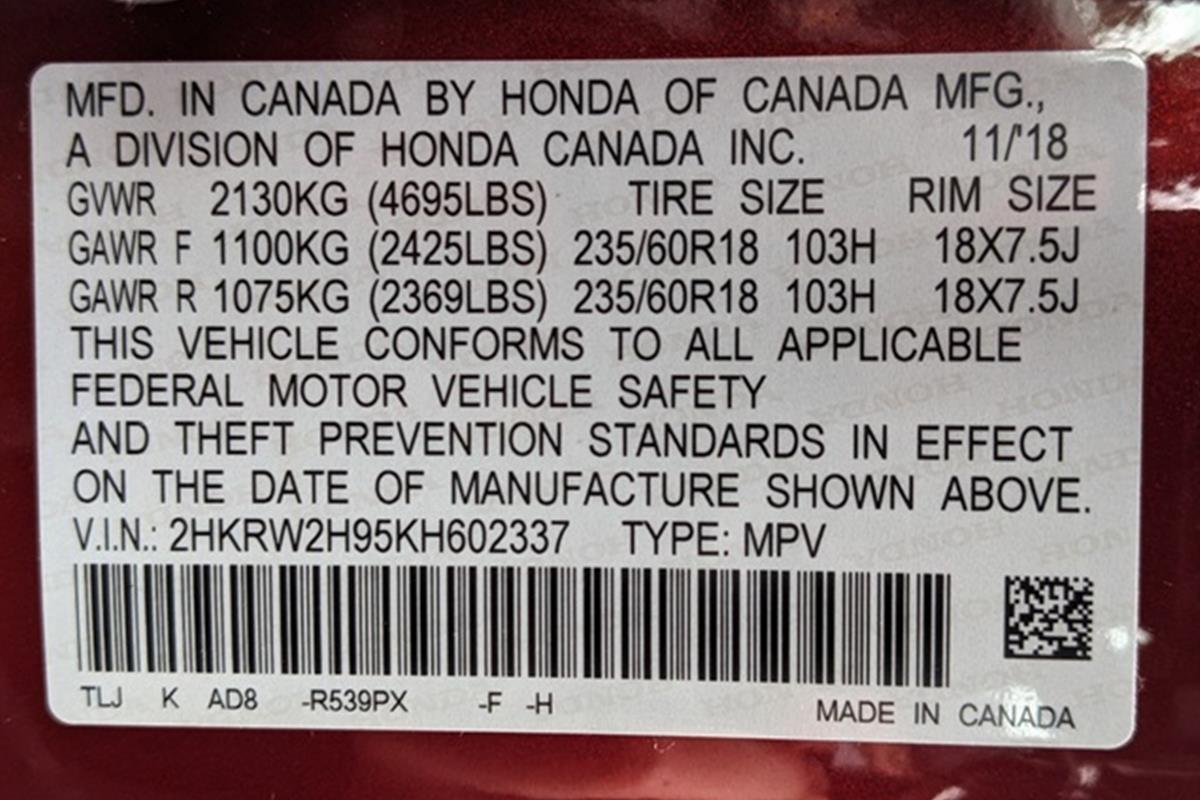 MFD. IN CANADA BY HONDA OF CANADA MFG.,
A DIVISION OF HONDA CANADA INC. 11/'18
GVWR 2130KG (4695LBS) TIRE SIZE RIM SIZE
GAWR F 1100KG (2425LBS) 235/60R18 103H 18X7.5J
GAWR R 1075KG (2369LBS) 235/60R18 103H 18X7.5J
THIS VEHICLE CONFORMS TO ALL APPLICABLE
FEDERAL MOTOR VEHICLE SAFETY
AND THEFT PREVENTION STANDARDS IN EFFECT
ON THE DATE OF MANUFACTURE SHOWN ABOVE.
V.I.N.: 2HKRW2H95KH602337 TYPE: MPV
TLJ K AD8 -R539PX -F -H
MADE IN CANADA